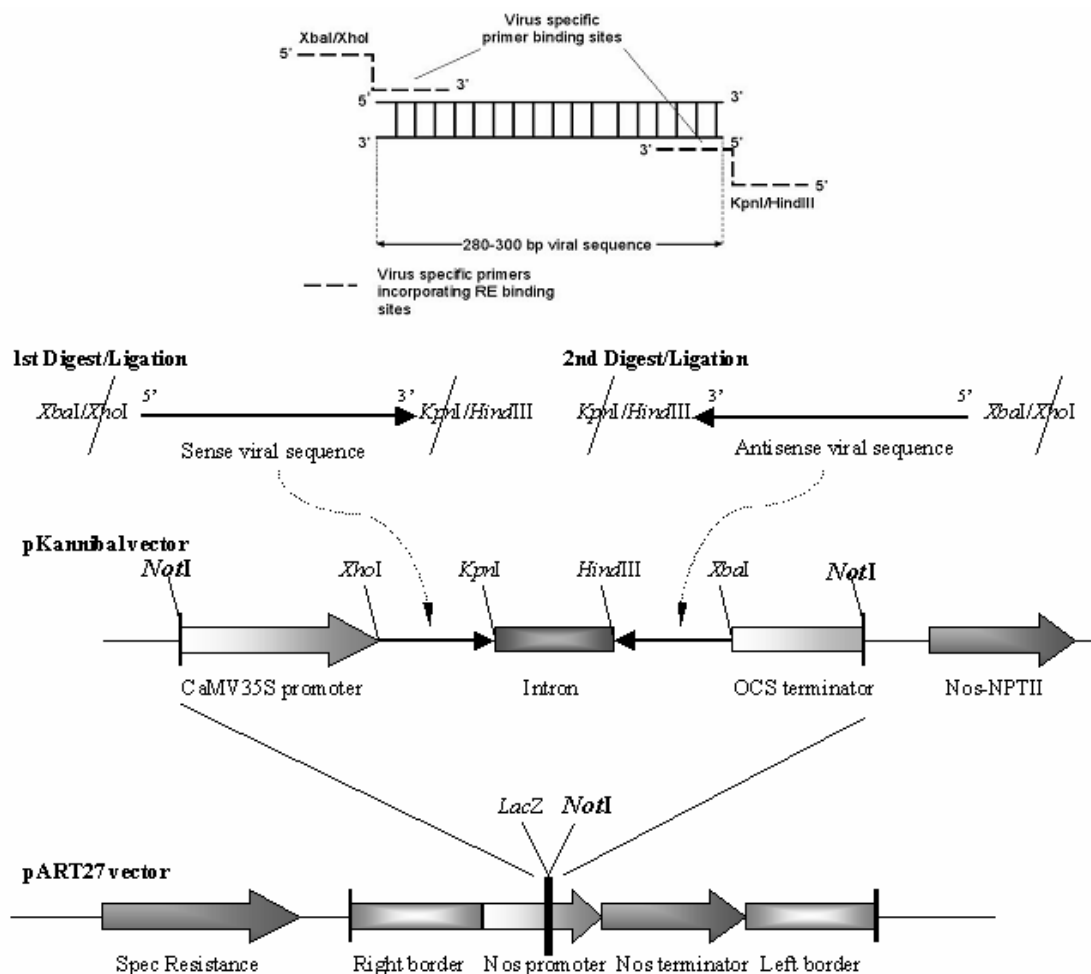 XbaI/XhoI
Virus specific
primer binding sites
5'
3'
5'
3'
3'
5'
3'
5'
KpnI/HindIII
280-300 bp viral sequence
Virus specific primers
incorporating RE binding
sites
1st Digest/Ligation
2nd Digest/Ligation
XbaI/XhoI
5'
3'
KpnI/HindIII
KpnI/HindIII
3'
5'
XbaI/XhoI
Sense viral sequence
Antisense viral sequence
pKannibal vector
NotI
XhoI
KpnI
HindIII
XbaI
NotI
CaMV35S promoter
Intron
OCS terminator
Nos-NPTII
LacZ
NotI
pART27 vector
Spec Resistance
Right border
Nos promoter
Nos terminator
Left border